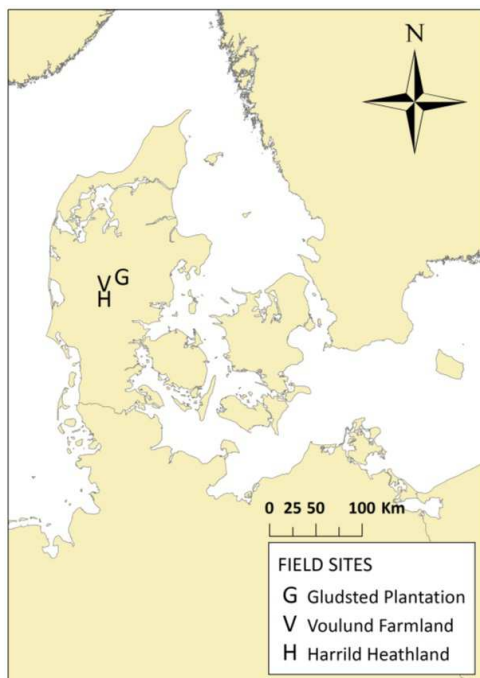 N
G
V
H
0 25 50 100 Km
FIELD SITES
G Gludsted Plantation
V Voulund Farmland
H Harrild Heathland